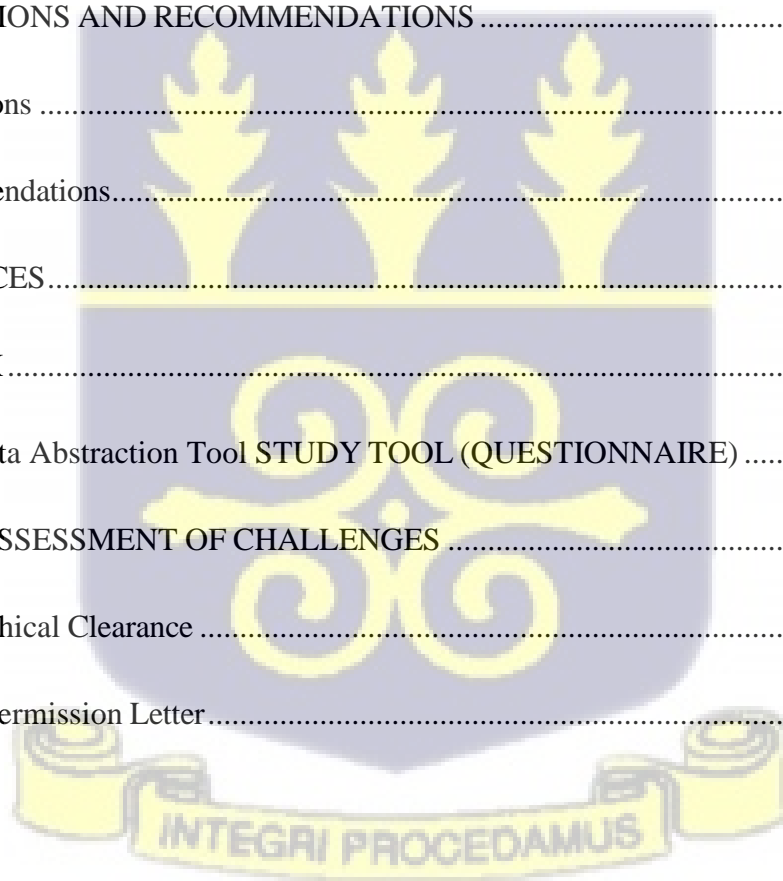 IONS AND RECOMMENDATIONS ........................................................
ons ........................................................................................................
endations..............................................................................................
CES.......................................................................................................
.............................................................................................................
ta Abstraction Tool STUDY TOOL (QUESTIONNAIRE) .....
SSESSMENT OF CHALLENGES .................................................
hical Clearance ....................................................................................
ermission Letter...................................................................................
INTEGRI PROCEDAMUS